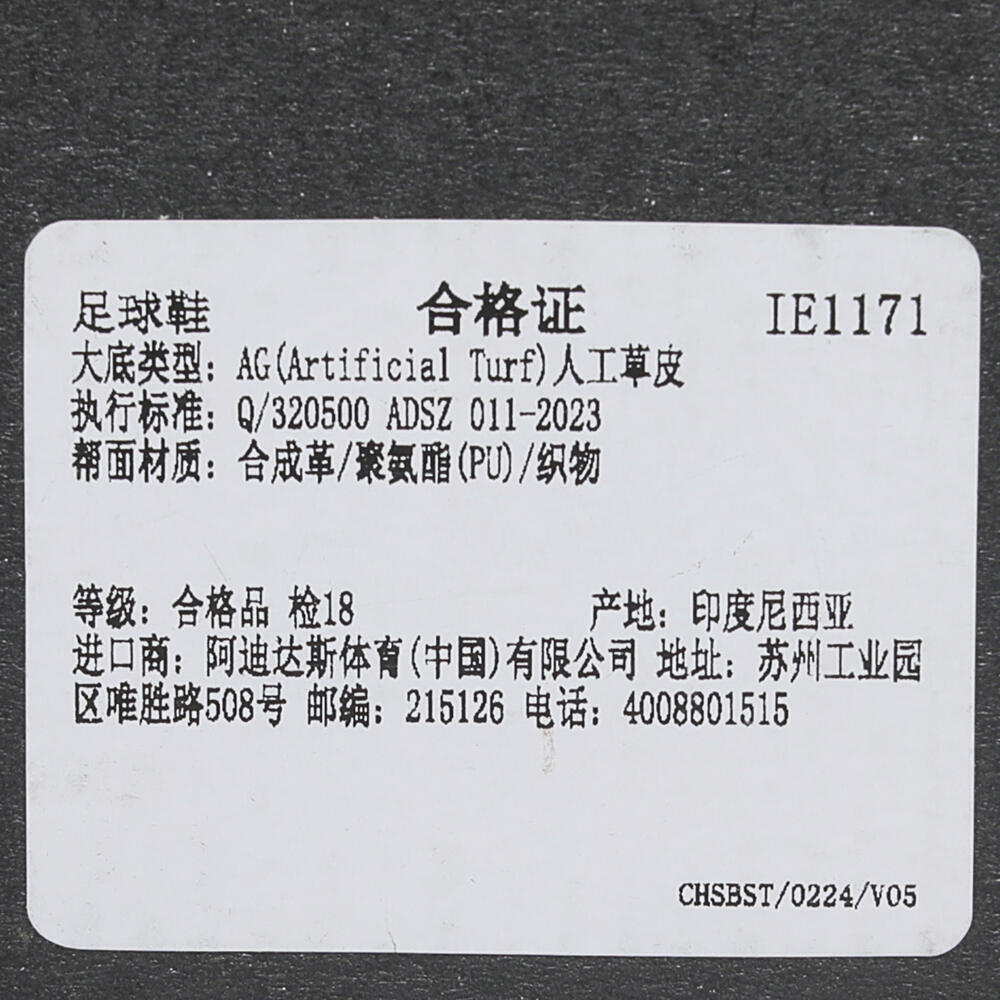 足球鞋 合格证 IE1171
大底类型：AG(Artificial Turf)人工草皮
执行标准：Q/320500 ADSZ 011-2023
帮面材质：合成革/聚氨酯(PU)/织物
等级：合格品 检18 产地：印度尼西亚
进口商：阿迪达斯体育(中国)有限公司 地址：苏州工业园
区唯胜路508号 邮编：215126 电话：4008801515
CHSBST/0224/V05